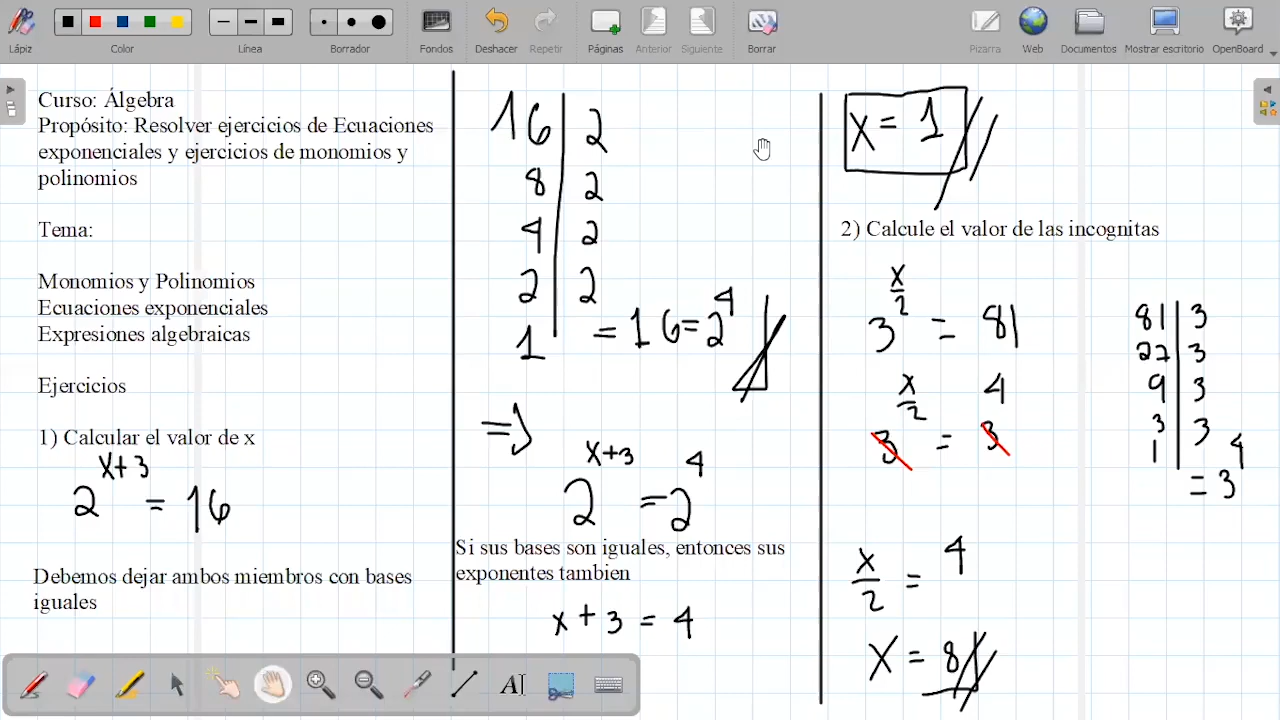 Lápiz Color Línea Borrador Fondos Deshacer Repetir Páginas Anterior Siguiente Borrar Pizarra Web Documentos Mostrar escritorio OpenBoard
Curso: Álgebra
Propósito: Resolver ejercicios de Ecuaciones
exponenciales y ejercicios de monomios y
polinomios
Tema:
Monomios y Polinomios
Ecuaciones exponenciales
Expresiones algebraicas
Ejercicios
1) Calcular el valor de x
2^(x+3) = 16
Debemos dejar ambos miembros con bases
iguales
16 | 2
8 | 2
4 | 2
2 | 2
1 = 16 = 2^4
=>
2^(x+3) = 2^4
Si sus bases son iguales, entonces sus
exponentes tambien
x + 3 = 4
x = 1
2) Calcule el valor de las incognitas
3^(x/2) = 81
3^(x/2) = 3^4
x/2 = 4
x = 8
81 | 3
27 | 3
9 | 3
3 | 3
1
= 3^4
AI